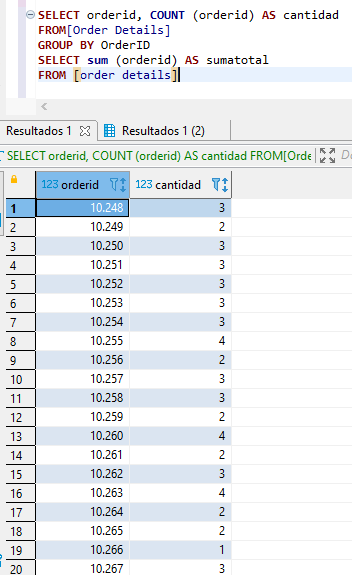 SELECT orderid, COUNT (orderid) AS cantidad
FROM[Order Details]
GROUP BY OrderID
SELECT sum (orderid) AS sumatotal
FROM [order details]
Resultados 1 Resultados 1 (2)
SELECT orderid, COUNT (orderid) AS cantidad FROM[Orde
123 orderid 123 cantidad
1 10.248 3
2 10.249 2
3 10.250 3
4 10.251 3
5 10.252 3
6 10.253 3
7 10.254 3
8 10.255 4
9 10.256 2
10 10.257 3
11 10.258 3
12 10.259 2
13 10.260 4
14 10.261 2
15 10.262 3
16 10.263 4
17 10.264 2
18 10.265 2
19 10.266 1
20 10.267 3